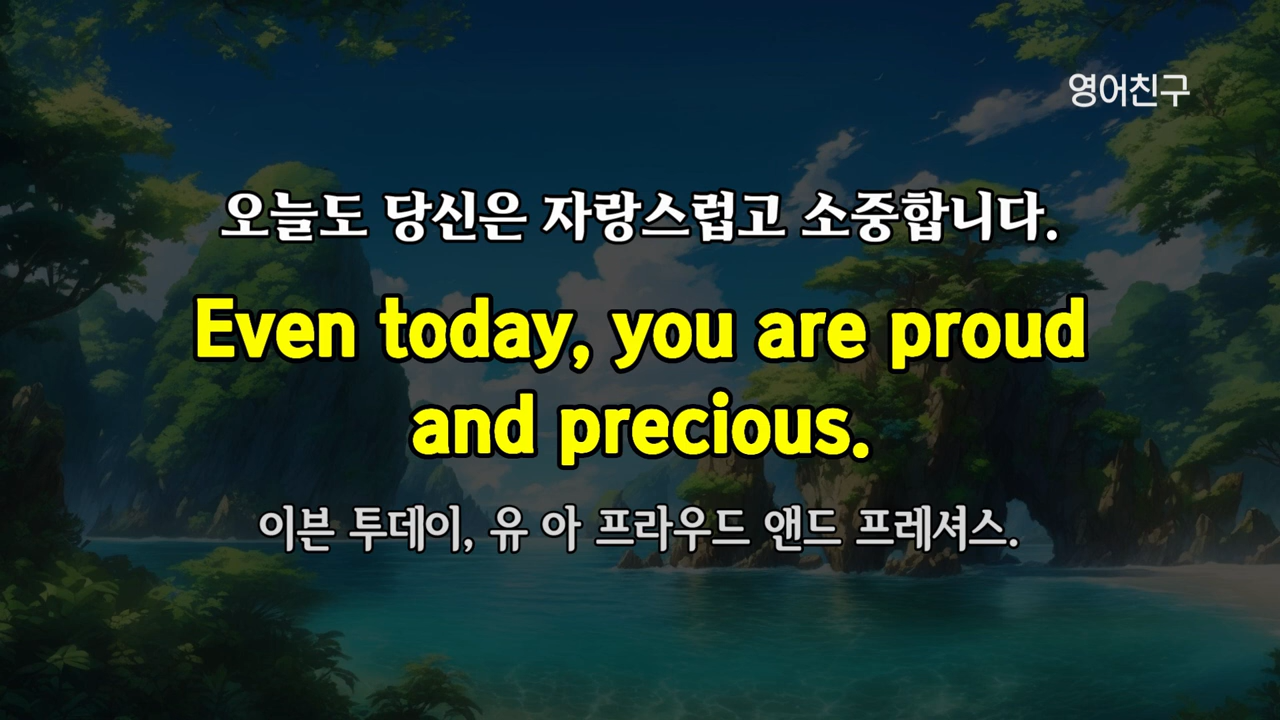 영어친구
오늘도 당신은 자랑스럽고 소중합니다.
Even today, you are proud
and precious.
이븐 투데이, 유 아 프라우드 앤드 프레셔스.